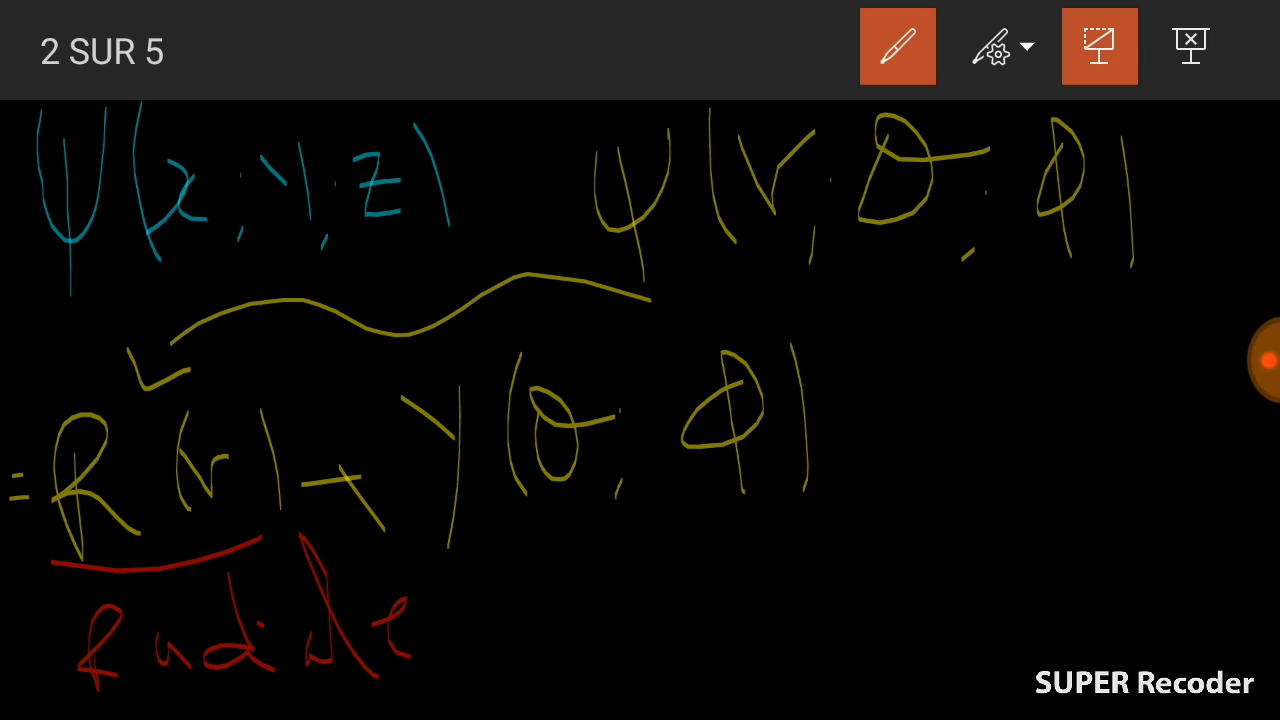 2 SUR 5
Ψ(x; y; z) Ψ(r; θ; φ)
= R(r) + Y(θ; φ)
Radiale
SUPER Recoder